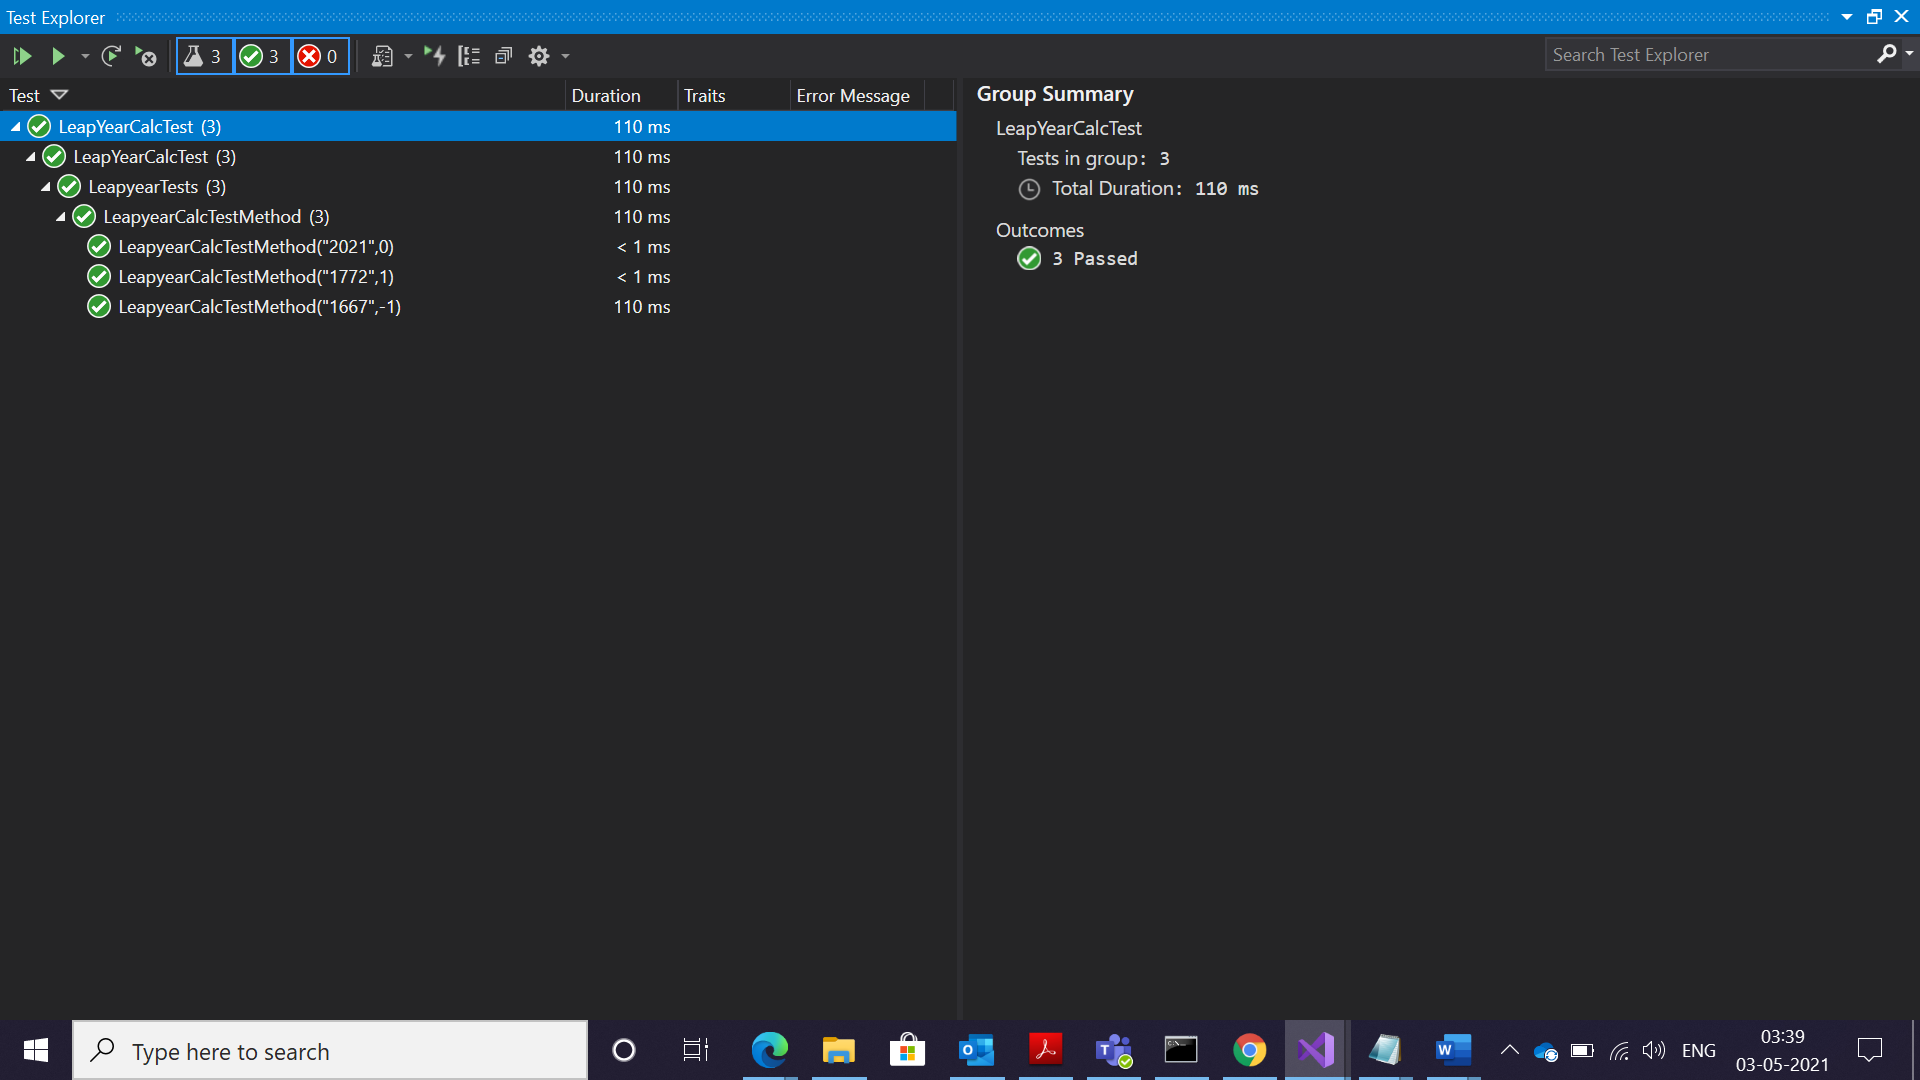 Test Explorer
3 3 0
Search Test Explorer
Test Duration Traits Error Message
LeapYearCalcTest (3) 110 ms
LeapYearCalcTest (3) 110 ms
LeapyearTests (3) 110 ms
LeapyearCalcTestMethod (3) 110 ms
LeapyearCalcTestMethod("2021",0) < 1 ms
LeapyearCalcTestMethod("1772",1) < 1 ms
LeapyearCalcTestMethod("1667",-1) 110 ms
Group Summary
LeapYearCalcTest
Tests in group: 3
Total Duration: 110 ms
Outcomes
3 Passed
Type here to search
ENG
03:39
03-05-2021